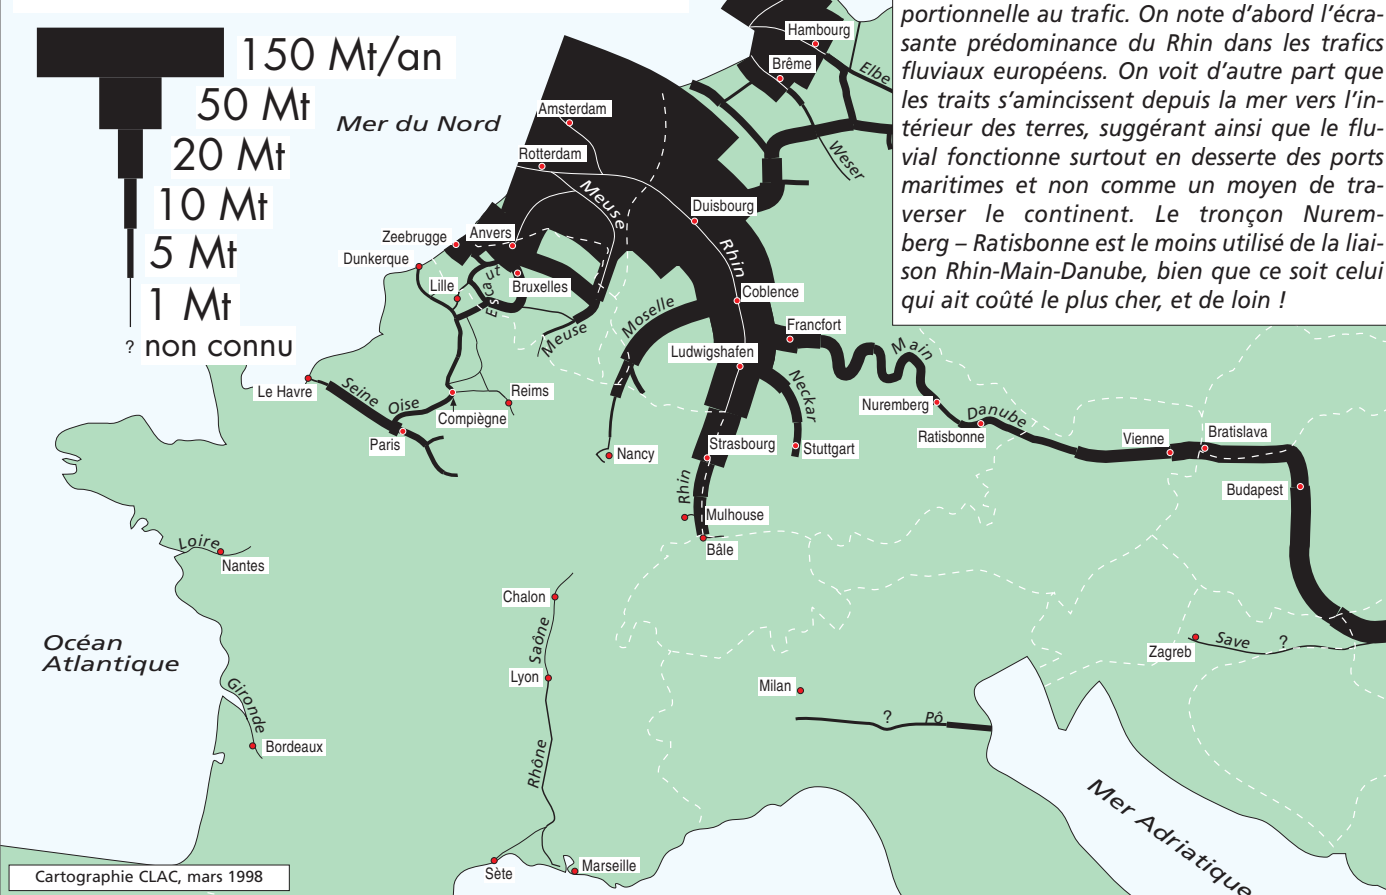 150 Mt/an
50 Mt
20 Mt
10 Mt
5 Mt
1 Mt
? non connu
portionnelle au trafic. On note d’abord l’écra-
sante prédominance du Rhin dans les trafics
fluviaux européens. On voit d’autre part que
les traits s’amincissent depuis la mer vers l’in-
térieur des terres, suggérant ainsi que le flu-
vial fonctionne surtout en desserte des ports
maritimes et non comme un moyen de tra-
verser le continent. Le tronçon Nurem-
berg – Ratisbonne est le moins utilisé de la liai-
son Rhin-Main-Danube, bien que ce soit celui
qui ait coûté le plus cher, et de loin !
Hambourg
Brême
Elbe
Weser
Mer du Nord
Amsterdam
Rotterdam
Meuse
Duisbourg
Rhin
Zeebrugge
Anvers
Dunkerque
Lille
Escaut
Bruxelles
Meuse
Moselle
Coblence
Francfort
Main
Ludwigshafen
Neckar
Le Havre
Seine
Oise
Reims
Compiègne
Paris
Nancy
Strasbourg
Stuttgart
Nuremberg
Danube
Ratisbonne
Vienne
Bratislava
Budapest
Rhin
Mulhouse
Bâle
Loire
Nantes
Chalon
Saône
Océan
Atlantique
Lyon
Milan
Zagreb
Save
?
Gironde
Bordeaux
? Pô
Rhône
Mer Adriatique
Sète
Marseille
Cartographie CLAC, mars 1998